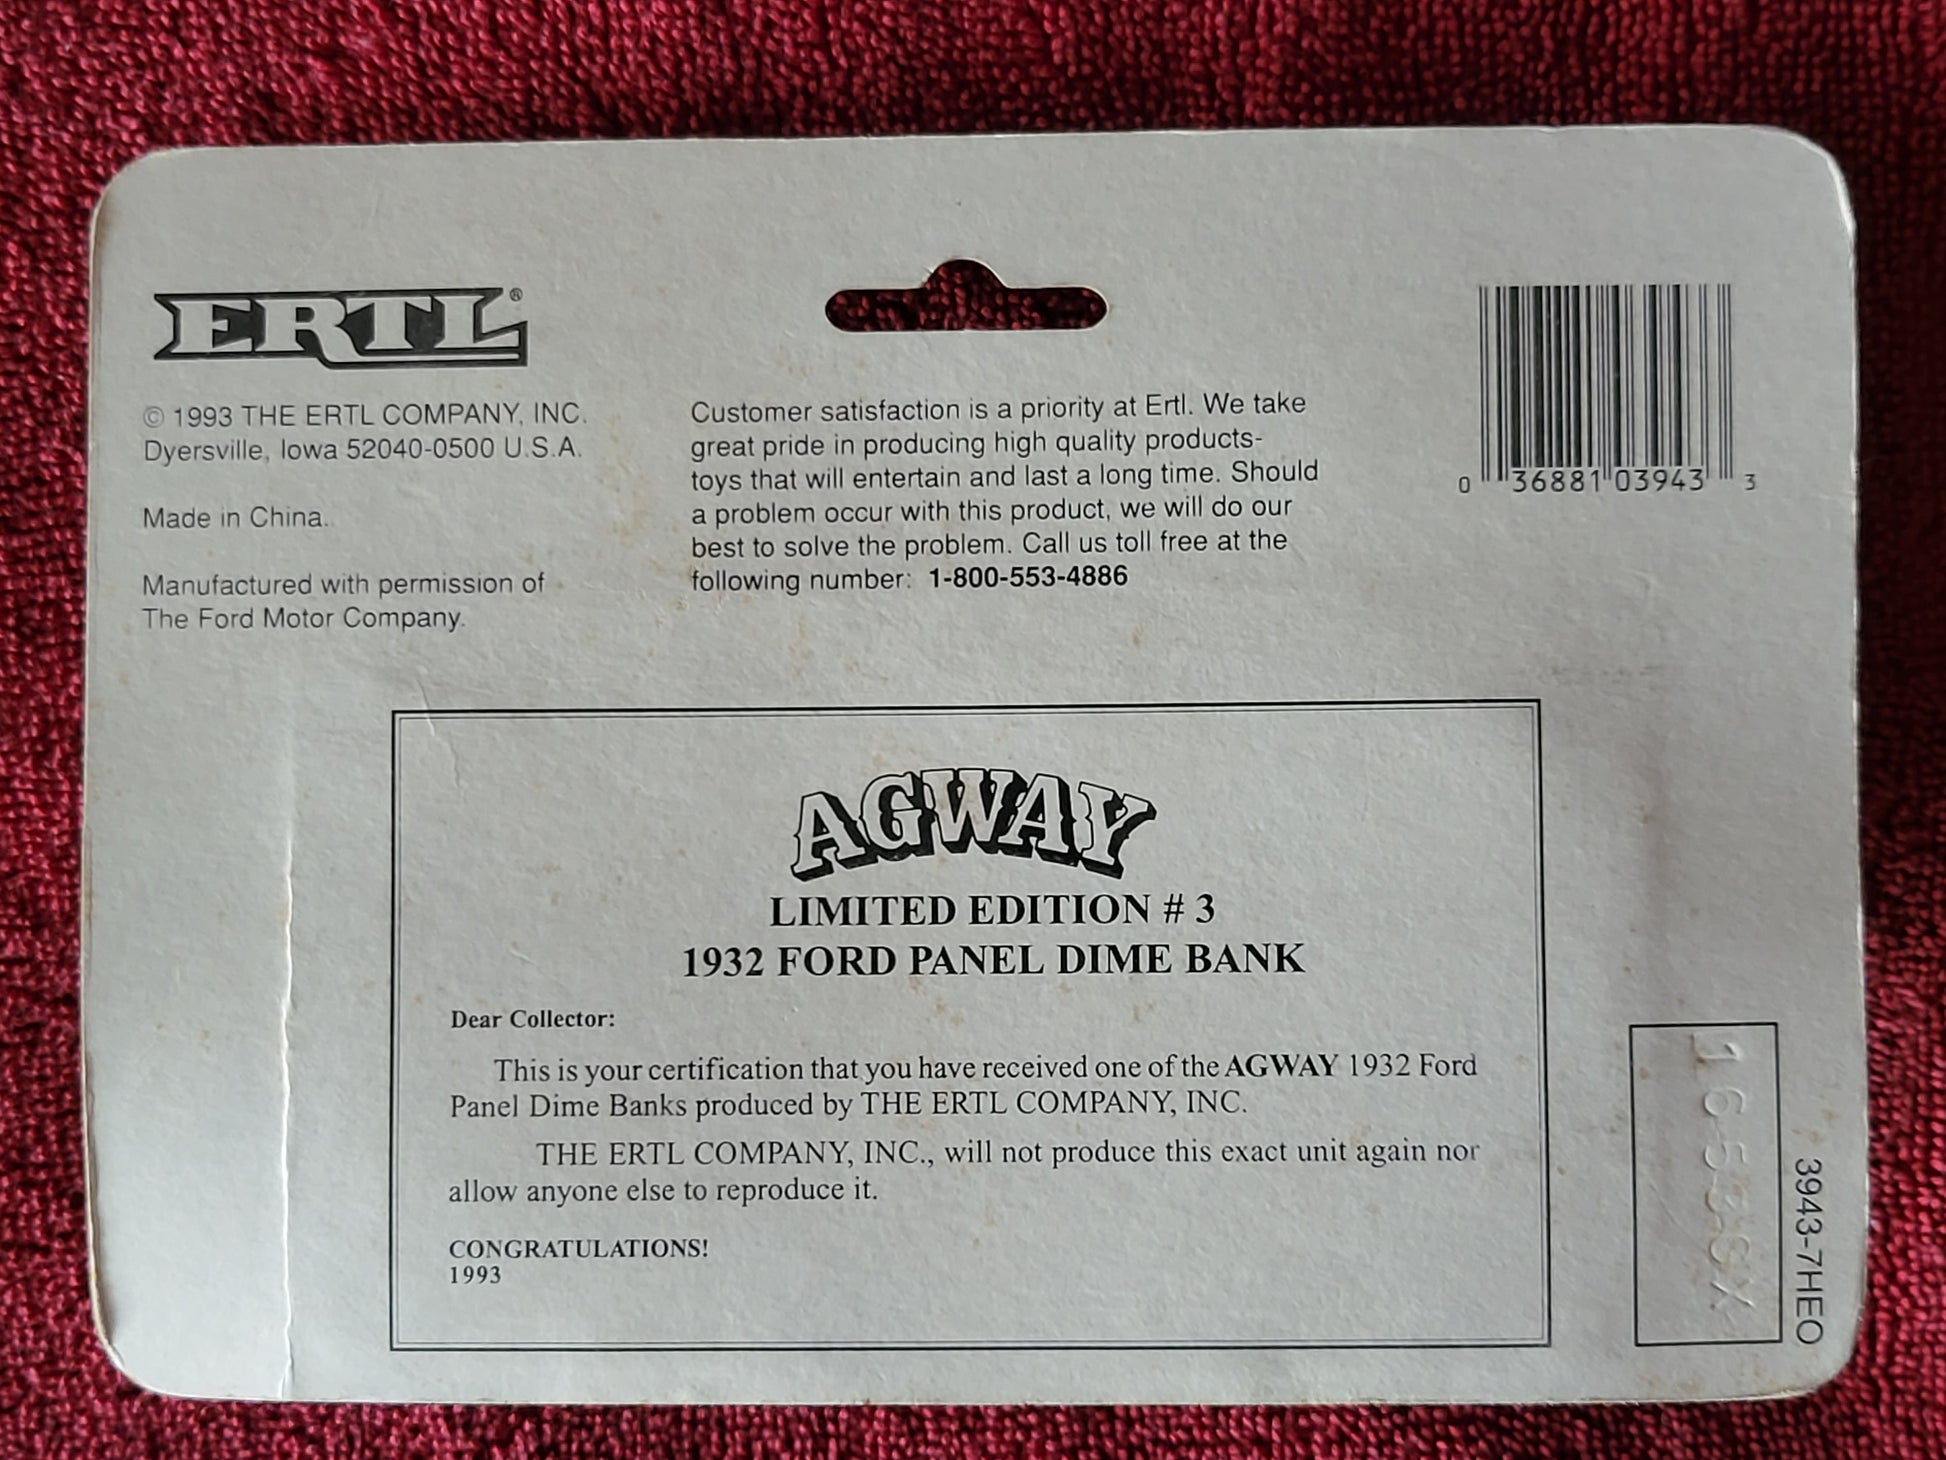 ERTL®
© 1993 THE ERTL COMPANY, INC.
Dyersville, Iowa 52040-0500 U.S.A.
Made in China.
Manufactured with permission of
The Ford Motor Company.
Customer satisfaction is a priority at Ertl. We take
great pride in producing high quality products-
toys that will entertain and last a long time. Should
a problem occur with this product, we will do our
best to solve the problem. Call us toll free at the
following number: 1-800-553-4886
0 36881 03943 3
AGWAY
LIMITED EDITION # 3
1932 FORD PANEL DIME BANK
Dear Collector:
This is your certification that you have received one of the AGWAY 1932 Ford
Panel Dime Banks produced by THE ERTL COMPANY, INC.
THE ERTL COMPANY, INC., will not produce this exact unit again nor
allow anyone else to reproduce it.
CONGRATULATIONS!
1993
3943-7HEO